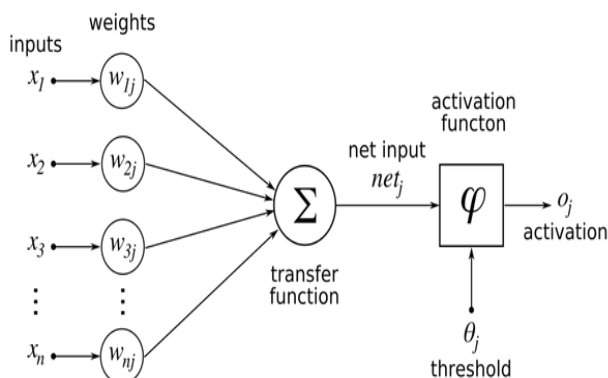 weights
inputs
x₁
w₁ⱼ
x₂
w₂ⱼ
x₃
w₃ⱼ
⋮
⋮
xₙ
wₙⱼ
Σ
transfer
function
net input
netⱼ
activation
functon
φ
oⱼ
activation
θⱼ
threshold